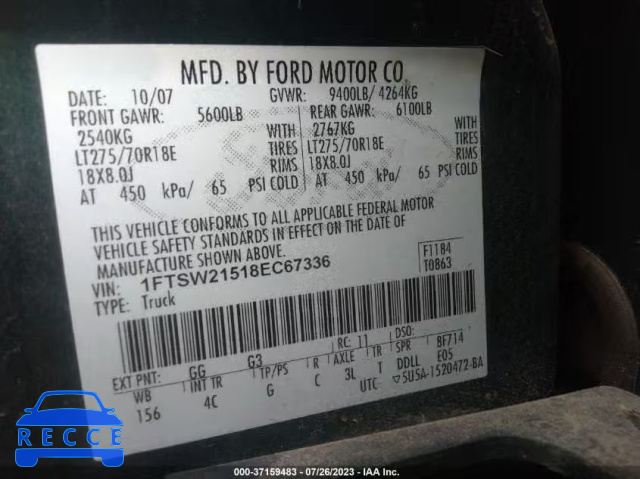 MFD. BY FORD MOTOR CO.
DATE: 10/07 GVWR: 9400LB/ 4264KG
FRONT GAWR: 5600LB REAR GAWR: 6100LB
2540KG WITH 2767KG WITH
LT275/70R18E TIRES LT275/70R18E TIRES
18X8.0J RIMS 18X8.0J RIMS
AT 450 kPa/ 65 PSI COLD AT 450 kPa/ 65 PSI COLD
THIS VEHICLE CONFORMS TO ALL APPLICABLE FEDERAL MOTOR
VEHICLE SAFETY STANDARDS IN EFFECT ON THE DATE OF
MANUFACTURE SHOWN ABOVE.
VIN: 1FTSW21518EC67336 F1184
TYPE: Truck T0863
EXT PNT: GG G3 RC: 11 DSO:
WB INT TR TP/PS R AXLE TR SPR 8F714
156 4C G C 3L T DDLL E05
UTC ▽5U5A-1520472-BA
RECCE
000-37159483 - 07/26/2023 - IAA Inc.